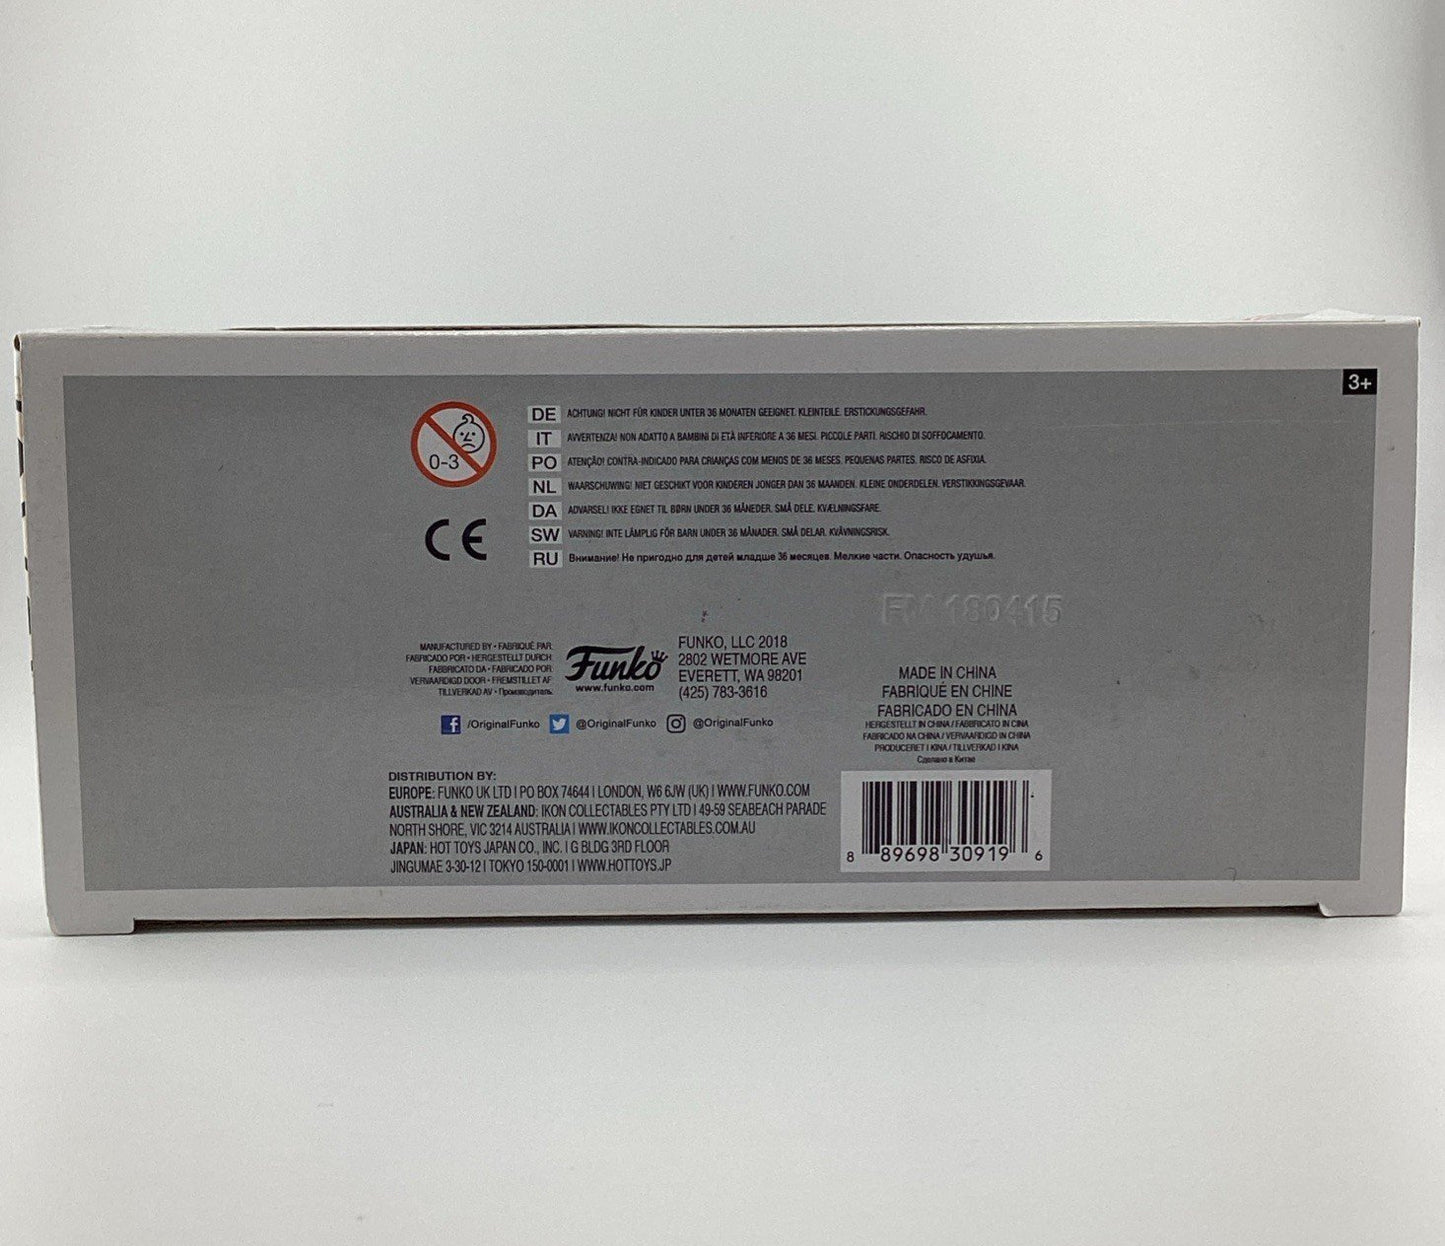 3+
0-3
DE ACHTUNG! NICHT FÜR KINDER UNTER 36 MONATEN GEEIGNET. KLEINTEILE. ERSTICKUNGSGEFAHR.
IT AVVERTENZA! NON ADATTO A BAMBINI DI ETÀ INFERIORE A 36 MESI. PICCOLE PARTI. RISCHIO DI SOFFOCAMENTO.
PO ATENÇÃO! CONTRA-INDICADO PARA CRIANÇAS COM MENOS DE 36 MESES. PEQUENAS PARTES. RISCO DE ASFIXIA.
NL WAARSCHUWING! NIET GESCHIKT VOOR KINDEREN JONGER DAN 36 MAANDEN. KLEINE ONDERDELEN. VERSTIKKINGSGEVAAR.
DA ADVARSEL! IKKE EGNET TIL BØRN UNDER 36 MÅNEDER. SMÅ DELE. KVÆLNINGSFARE.
SW VARNING! INTE LÄMPLIG FÖR BARN UNDER 36 MÅNADER. SMÅ DELAR. KVÄVNINGSRISK.
RU Внимание! Не пригодно для детей младше 36 месяцев. Мелкие части. Опасность удушья.
CE
FM 180415
MANUFACTURED BY • FABRIQUÉ PAR
FABRICADO POR • HERGESTELLT DURCH
FABBRICATO DA • FABRICADO POR
VERVAARDIGD DOOR • FREMSTILLET AF
TILLVERKAD AV • Производитель
Funko
www.funko.com
FUNKO, LLC 2018
2802 WETMORE AVE
EVERETT, WA 98201
(425) 783-3616
/OriginalFunko @OriginalFunko @OriginalFunko
MADE IN CHINA
FABRIQUÉ EN CHINE
FABRICADO EN CHINA
HERGESTELLT IN CHINA / FABBRICATO IN CINA
FABRICADO NA CHINA / VERVAARDIGD IN CHINA
PRODUCERET I KINA / TILLVERKAD I KINA
Сделано в Китае
DISTRIBUTION BY:
EUROPE: FUNKO UK LTD | PO BOX 74644 | LONDON, W6 6JW (UK) | WWW.FUNKO.COM
AUSTRALIA & NEW ZEALAND: IKON COLLECTABLES PTY LTD | 49-59 SEABEACH PARADE
NORTH SHORE, VIC 3214 AUSTRALIA | WWW.IKONCOLLECTABLES.COM.AU
JAPAN: HOT TOYS JAPAN CO., INC. | G BLDG 3RD FLOOR
JINGUMAE 3-30-12 | TOKYO 150-0001 | WWW.HOTTOYS.JP
8 89698 30919 6